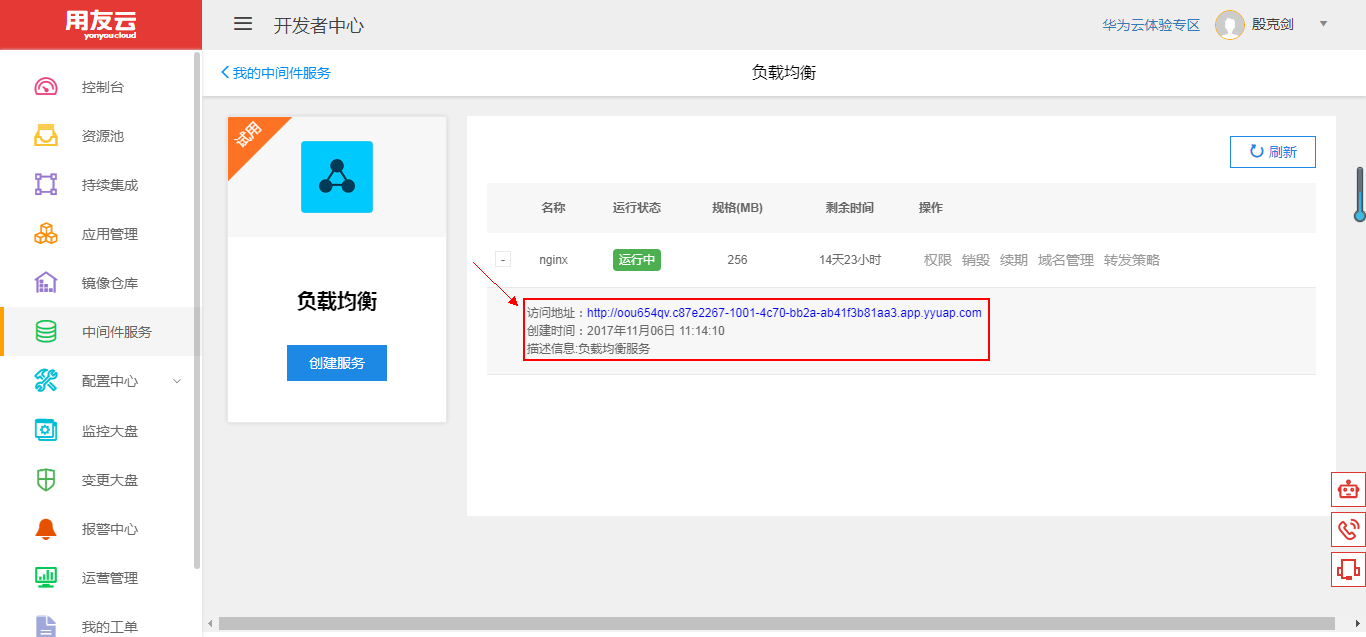 用友云
yonyoucloud
开发者中心
华为云体验专区
殷克剑
控制台
资源池
持续集成
应用管理
镜像仓库
中间件服务
配置中心
监控大盘
变更大盘
报警中心
运营管理
我的工单
我的中间件服务
负载均衡
试用
负载均衡
创建服务
刷新
名称 运行状态 规格(MB) 剩余时间 操作
- nginx 运行中 256 14天23小时 权限 销毁 续期 域名管理 转发策略
访问地址：http://oou654qv.c87e2267-1001-4c70-bb2a-ab41f3b81aa3.app.yyuap.com
创建时间：2017年11月06日 11:14:10
描述信息:负载均衡服务